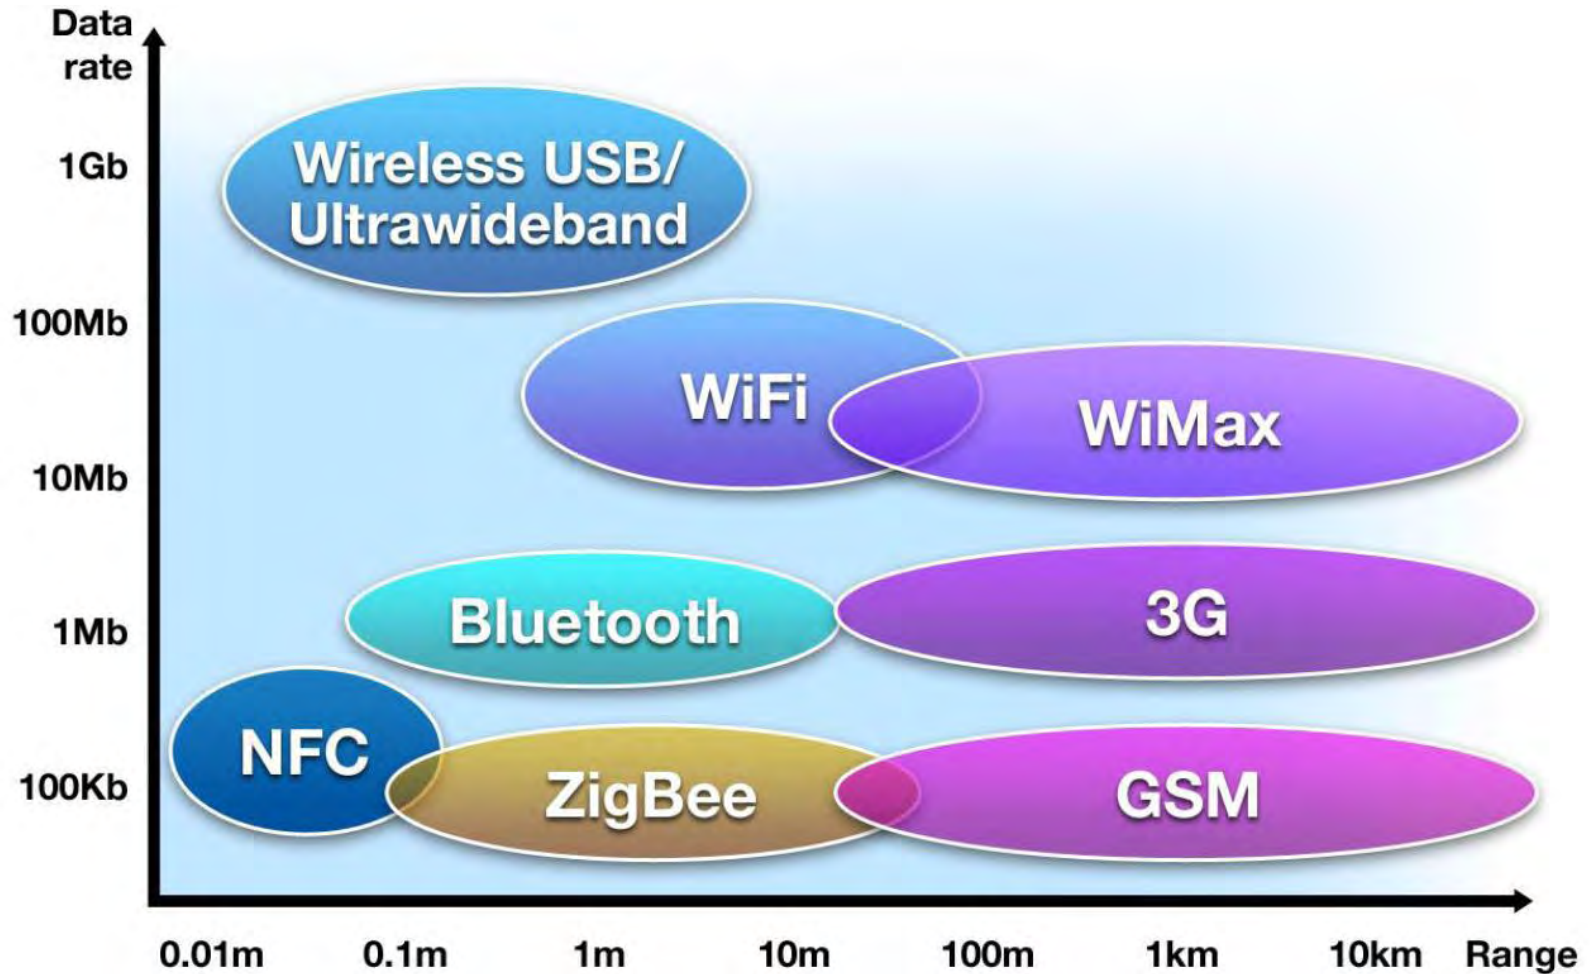 Data
rate
1Gb
100Mb
10Mb
1Mb
100Kb
Wireless USB/
Ultrawideband
WiFi
WiMax
Bluetooth
3G
NFC
ZigBee
GSM
0.01m
0.1m
1m
10m
100m
1km
10km
Range